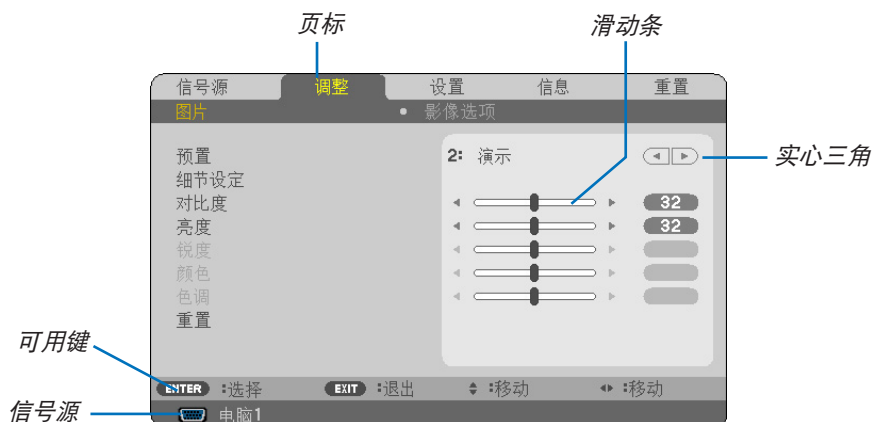 页标 滑动条
信号源 调整 设置 信息 重置
图片 • 影像选项
预置 2: 演示
实心三角
细节设定
对比度 32
亮度 32
锐度
颜色
色调
重置
可用键
ENTER :选择 EXIT :退出 :移动 :移动
信号源 电脑1